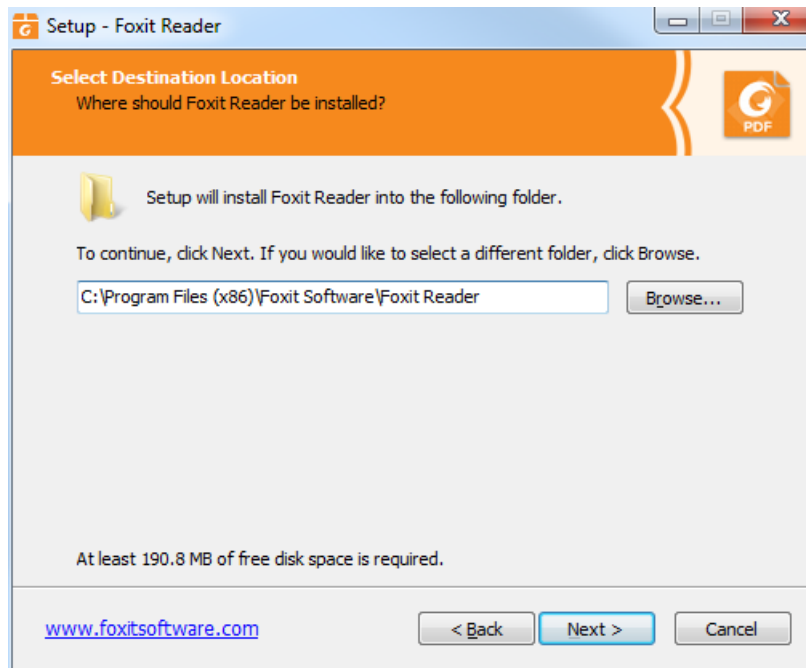 Setup - Foxit Reader
Select Destination Location
Where should Foxit Reader be installed?
PDF
Setup will install Foxit Reader into the following folder.
To continue, click Next. If you would like to select a different folder, click Browse.
C:\Program Files (x86)\Foxit Software\Foxit Reader
Browse...
At least 190.8 MB of free disk space is required.
www.foxitsoftware.com
< Back
Next >
Cancel